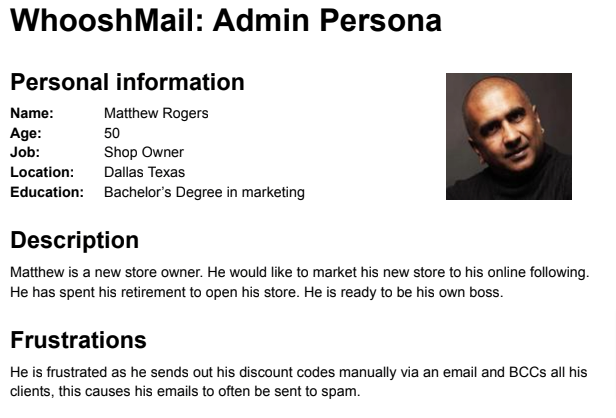 WhooshMail: Admin Persona
Personal information
Name: Matthew Rogers
Age: 50
Job: Shop Owner
Location: Dallas Texas
Education: Bachelor’s Degree in marketing
Description
Matthew is a new store owner. He would like to market his new store to his online following.
He has spent his retirement to open his store. He is ready to be his own boss.
Frustrations
He is frustrated as he sends out his discount codes manually via an email and BCCs all his
clients, this causes his emails to often be sent to spam.